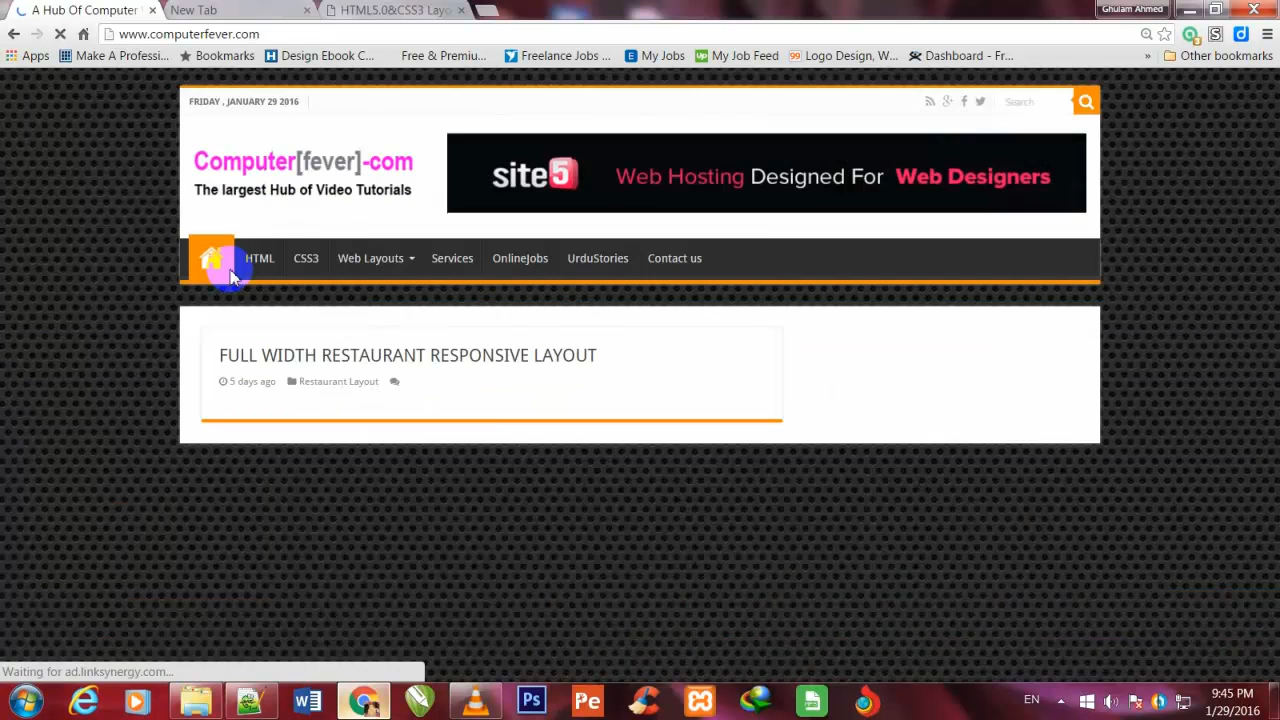 A Hub Of Computer
New Tab
HTML5.0&CSS3 Layo
Ghulam Ahmed
www.computerfever.com
Apps
Make A Professi...
Bookmarks
Design Ebook C...
Free & Premiu...
Freelance Jobs ...
My Jobs
My Job Feed
Logo Design, W...
Dashboard - Fr...
»
Other bookmarks
FRIDAY , JANUARY 29 2016
Search
Computer[fever]-com
The largest Hub of Video Tutorials
site5
Web Hosting Designed For Web Designers
HTML
CSS3
Web Layouts
Services
OnlineJobs
UrduStories
Contact us
FULL WIDTH RESTAURANT RESPONSIVE LAYOUT
5 days ago
Restaurant Layout
Waiting for ad.linksynergy.com...
Ps
Pe
EN
9:45 PM
1/29/2016